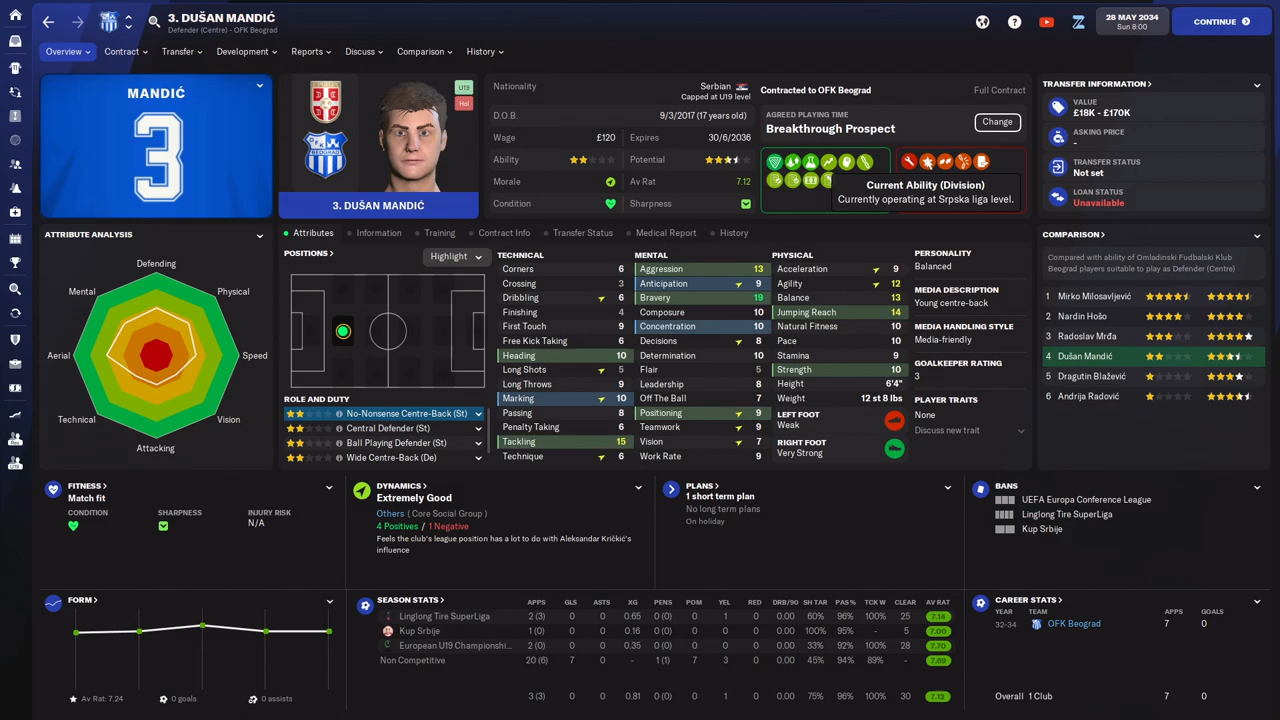 3. DUŠAN MANDIĆ
Defender (Centre) - OFK Beograd
28 MAY 2034
Sun 8:00
CONTINUE
Overview
Contract
Transfer
Development
Reports
Discuss
Comparison
History
MANDIĆ
3
BEOGRAD
U19
Hol
3. DUŠAN MANDIĆ
Nationality
Serbian
Capped at U19 level
D.O.B.
9/3/2017 (17 years old)
Wage
£120
Expires
30/6/2036
Ability
Potential
Morale
Av Rat
7.12
Condition
Sharpness
Contracted to OFK Beograd
Full Contract
AGREED PLAYING TIME
Breakthrough Prospect
Change
Current Ability (Division)
Currently operating at Srpska liga level.
TRANSFER INFORMATION
VALUE
£18K - £170K
ASKING PRICE
-
TRANSFER STATUS
Not set
LOAN STATUS
Unavailable
ATTRIBUTE ANALYSIS
Defending
Physical
Speed
Vision
Attacking
Technical
Aerial
Mental
Attributes
Information
Training
Contract Info
Transfer Status
Medical Report
History
POSITIONS
Highlight
ROLE AND DUTY
No-Nonsense Centre-Back (St)
Central Defender (St)
Ball Playing Defender (St)
Wide Centre-Back (De)
TECHNICAL
Corners 6
Crossing 3
Dribbling 6
Finishing 4
First Touch 9
Free Kick Taking 6
Heading 10
Long Shots 5
Long Throws 9
Marking 10
Passing 8
Penalty Taking 6
Tackling 15
Technique 6
MENTAL
Aggression 13
Anticipation 9
Bravery 19
Composure 10
Concentration 10
Decisions 8
Determination 10
Flair 5
Leadership 8
Off The Ball 7
Positioning 9
Teamwork 9
Vision 7
Work Rate 9
PHYSICAL
Acceleration 9
Agility 12
Balance 13
Jumping Reach 14
Natural Fitness 10
Pace 10
Stamina 9
Strength 10
Height 6'4"
Weight 12 st 8 lbs
LEFT FOOT
Weak
RIGHT FOOT
Very Strong
PERSONALITY
Balanced
MEDIA DESCRIPTION
Young centre-back
MEDIA HANDLING STYLE
Media-friendly
GOALKEEPER RATING
3
PLAYER TRAITS
None
Discuss new trait
COMPARISON
Compared with ability of Omladinski Fudbalski Klub
Beograd players suitable to play as Defender (Centre)
1 Mirko Milosavljević
2 Nardin Hošo
3 Radoslav Mrđa
4 Dušan Mandić
5 Dragutin Blažević
6 Andrija Radović
FITNESS
Match fit
CONDITION
SHARPNESS
INJURY RISK
N/A
DYNAMICS
Extremely Good
Others ( Core Social Group )
4 Positives / 1 Negative
Feels the club's league position has a lot to do with Aleksandar Kričkić's
influence
PLANS
1 short term plan
No long term plans
On holiday
BANS
UEFA Europa Conference League
Linglong Tire SuperLiga
Kup Srbije
FORM
Av Rat: 7.24
0 goals
0 assists
SEASON STATS
APPS GLS ASTS XG PENS POM YEL RED DRB/90 SH TAR PAS% TCK W CLEAR AV RAT
Linglong Tire SuperLiga 2 (3) 0 0 0.65 0 (0) 0 1 0 0.00 60% 96% 100% 25 7.14
Kup Srbije 1 (0) 0 0 0.16 0 (0) 0 0 0 0.00 100% 95% - 5 7.00
European U19 Championshi... 2 (0) 0 0 0.35 0 (0) 0 1 0 0.00 33% 92% 100% 28 7.70
Non Competitive 20 (6) 7 0 - 1 (1) 7 3 0 0.00 45% 94% 89% - 7.69
3 (3) 0 0 0.81 0 (0) 0 1 0 0.00 75% 96% 100% 30 7.12
CAREER STATS
YEAR TEAM APPS GOALS
32-34 OFK Beograd 7 0
Overall 1 Club 7 0
Res
U19